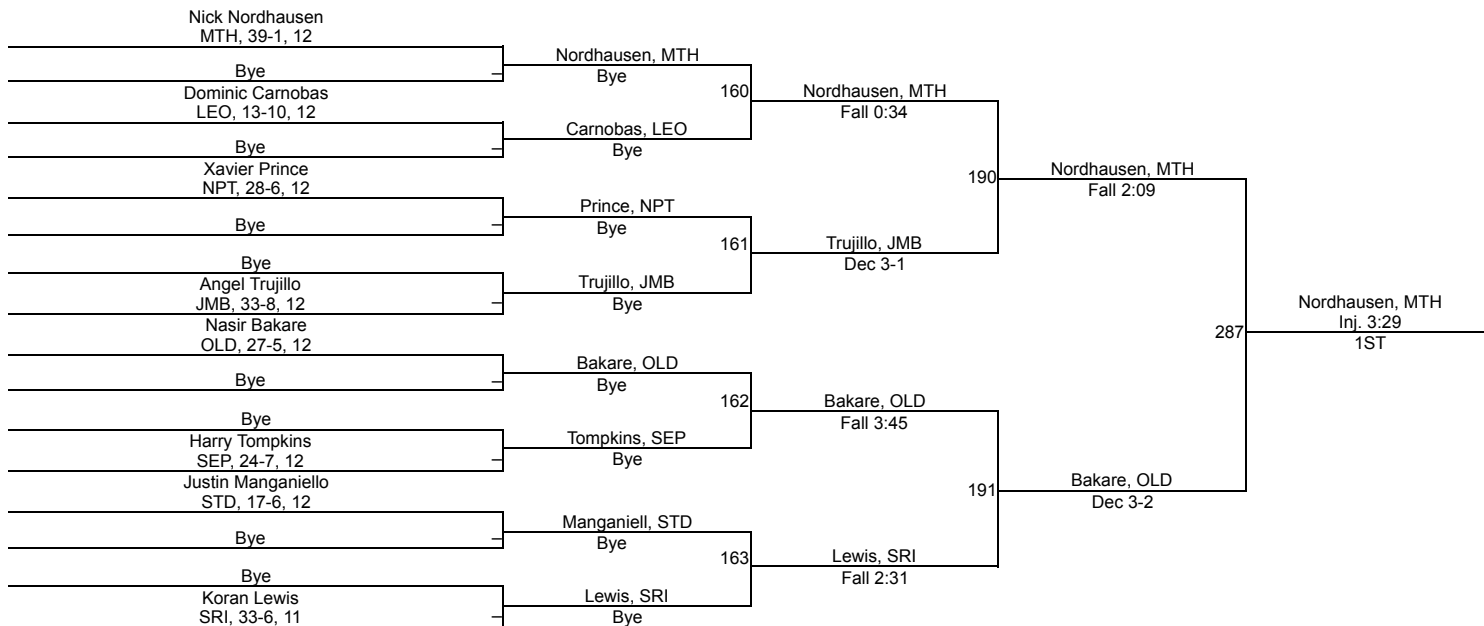 Nick Nordhausen
MTH, 39-1, 12
Bye
Dominic Carnobas
LEO, 13-10, 12
Bye
Xavier Prince
NPT, 28-6, 12
Bye
Bye
Angel Trujillo
JMB, 33-8, 12
Nasir Bakare
OLD, 27-5, 12
Bye
Bye
Harry Tompkins
SEP, 24-7, 12
Justin Manganiello
STD, 17-6, 12
Bye
Bye
Koran Lewis
SRI, 33-6, 11
Nordhausen, MTH
Bye
160
Carnobas, LEO
Bye
Prince, NPT
Bye
161
Trujillo, JMB
Bye
Bakare, OLD
Bye
162
Tompkins, SEP
Bye
Manganiell, STD
Bye
163
Lewis, SRI
Bye
Nordhausen, MTH
Fall 0:34
190
Trujillo, JMB
Dec 3-1
Bakare, OLD
Fall 3:45
191
Lewis, SRI
Fall 2:31
Nordhausen, MTH
Fall 2:09
287
Bakare, OLD
Dec 3-2
Nordhausen, MTH
Inj. 3:29
1ST